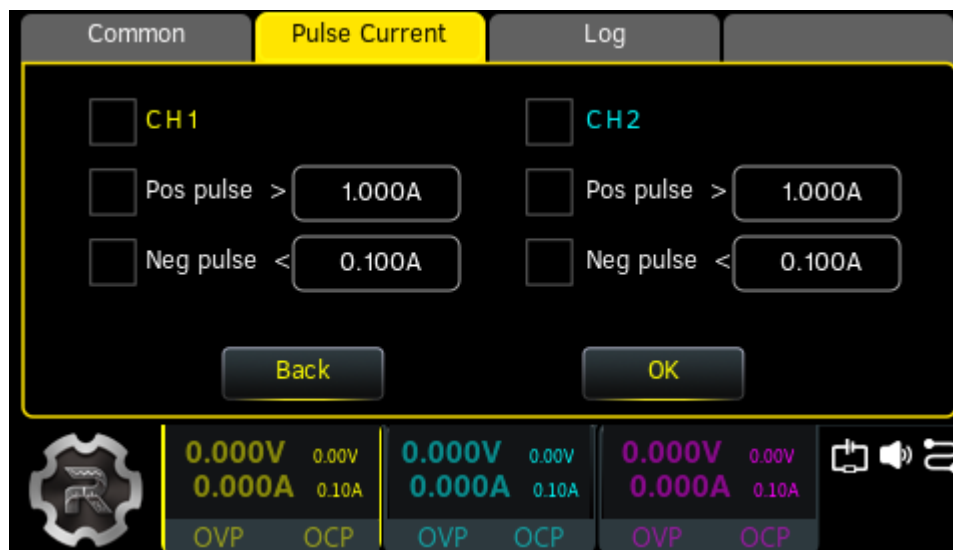 Common Pulse Current Log
CH1 CH2
Pos pulse > 1.000A Pos pulse > 1.000A
Neg pulse < 0.100A Neg pulse < 0.100A
Back OK
0.000V 0.00V 0.000V 0.00V 0.000V 0.00V
0.000A 0.10A 0.000A 0.10A 0.000A 0.10A
OVP OCP OVP OCP OVP OCP